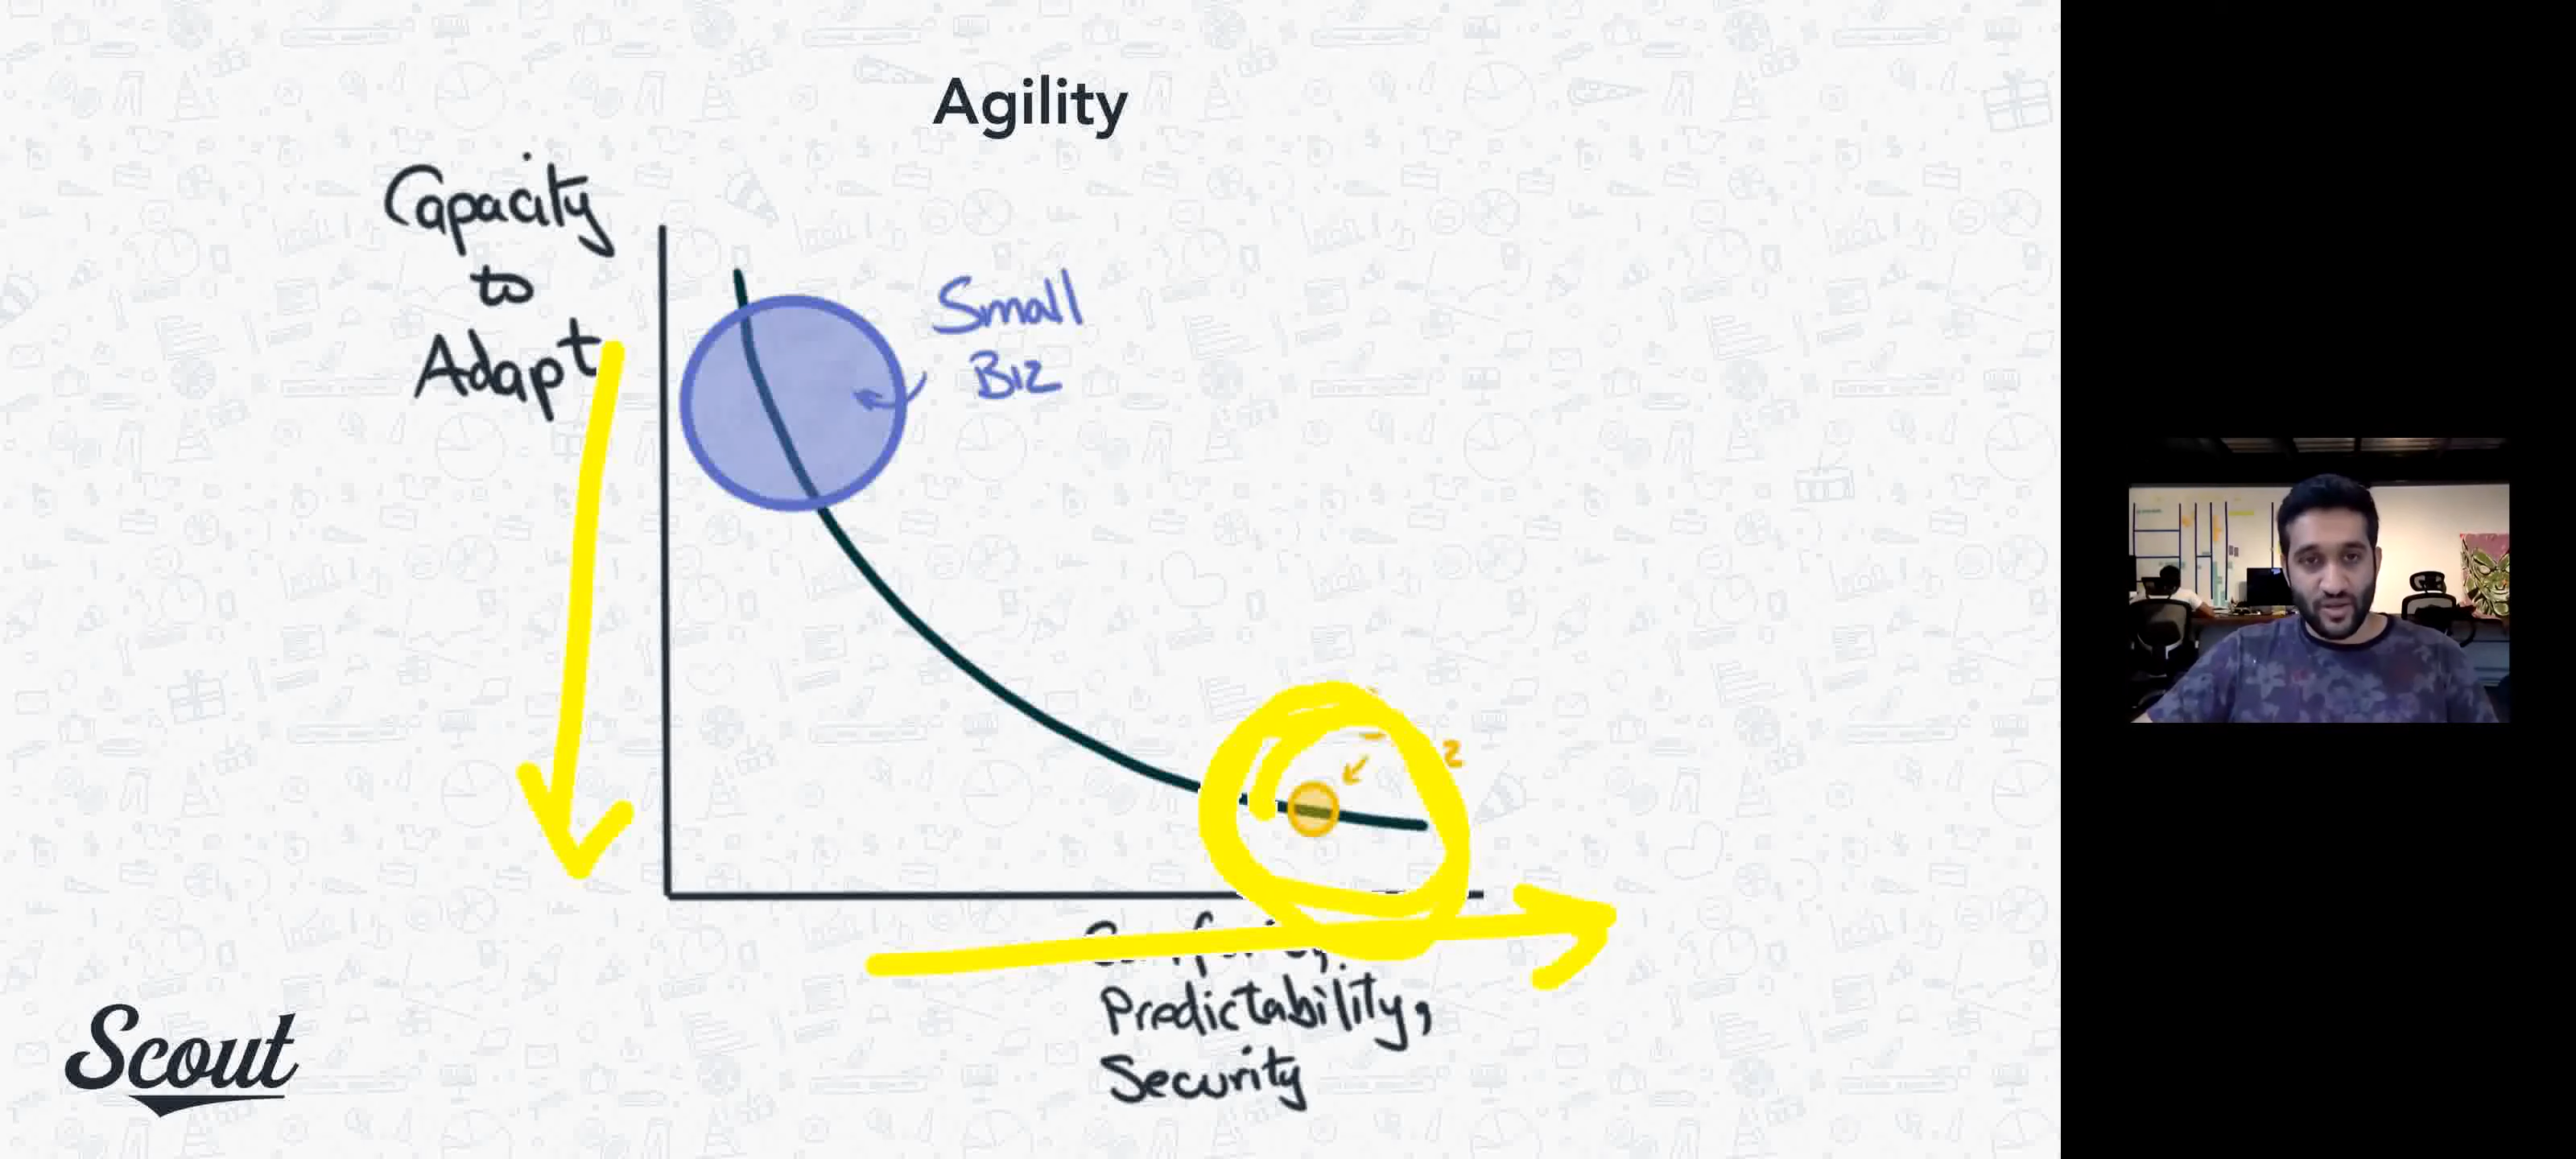 Agility
Capacity
to
Adapt
Small
Biz
Predictability,
Security
Scout